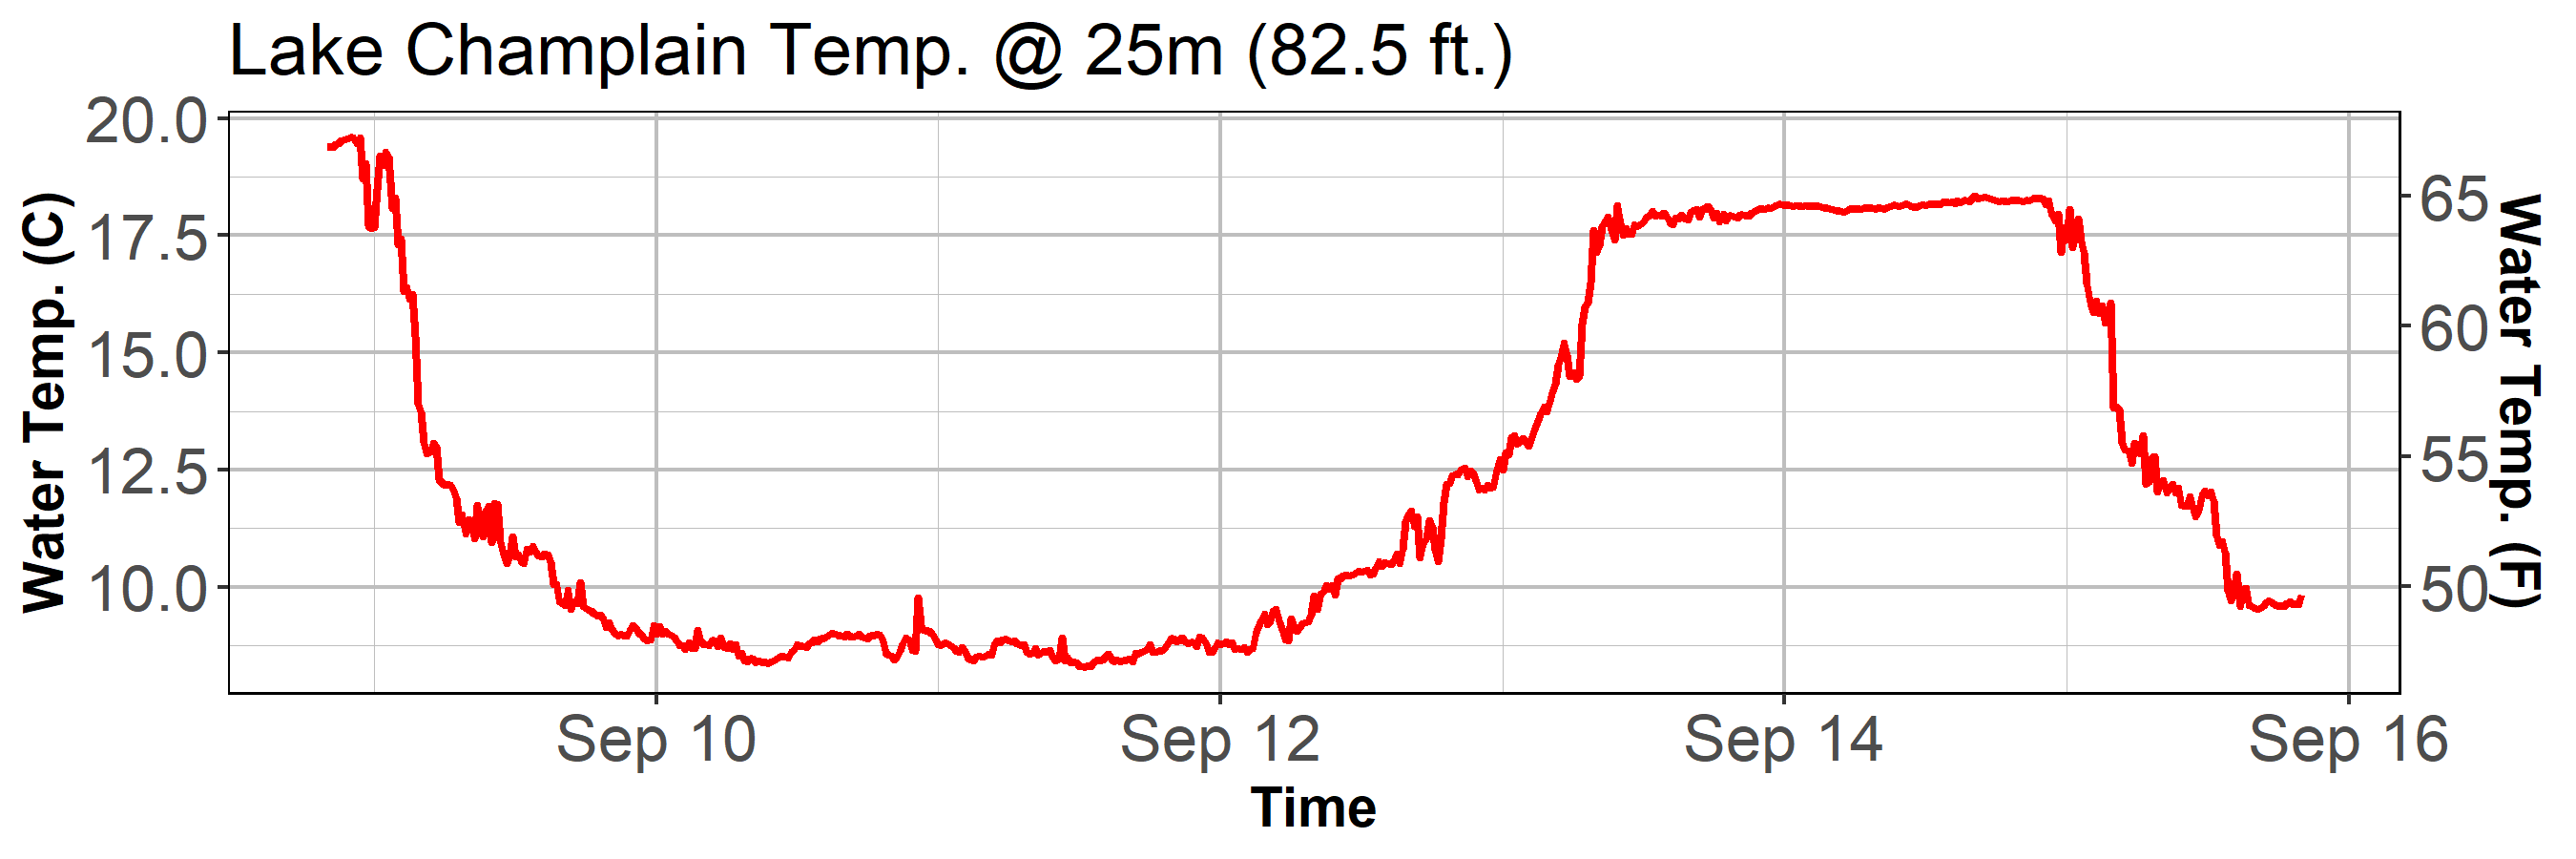 Lake Champlain Temp. @ 25m (82.5 ft.)
Water Temp. (C)
20.0
17.5
15.0
12.5
10.0
65
60
55
50
Water Temp. (F)
Sep 10 Sep 12 Sep 14 Sep 16
Time